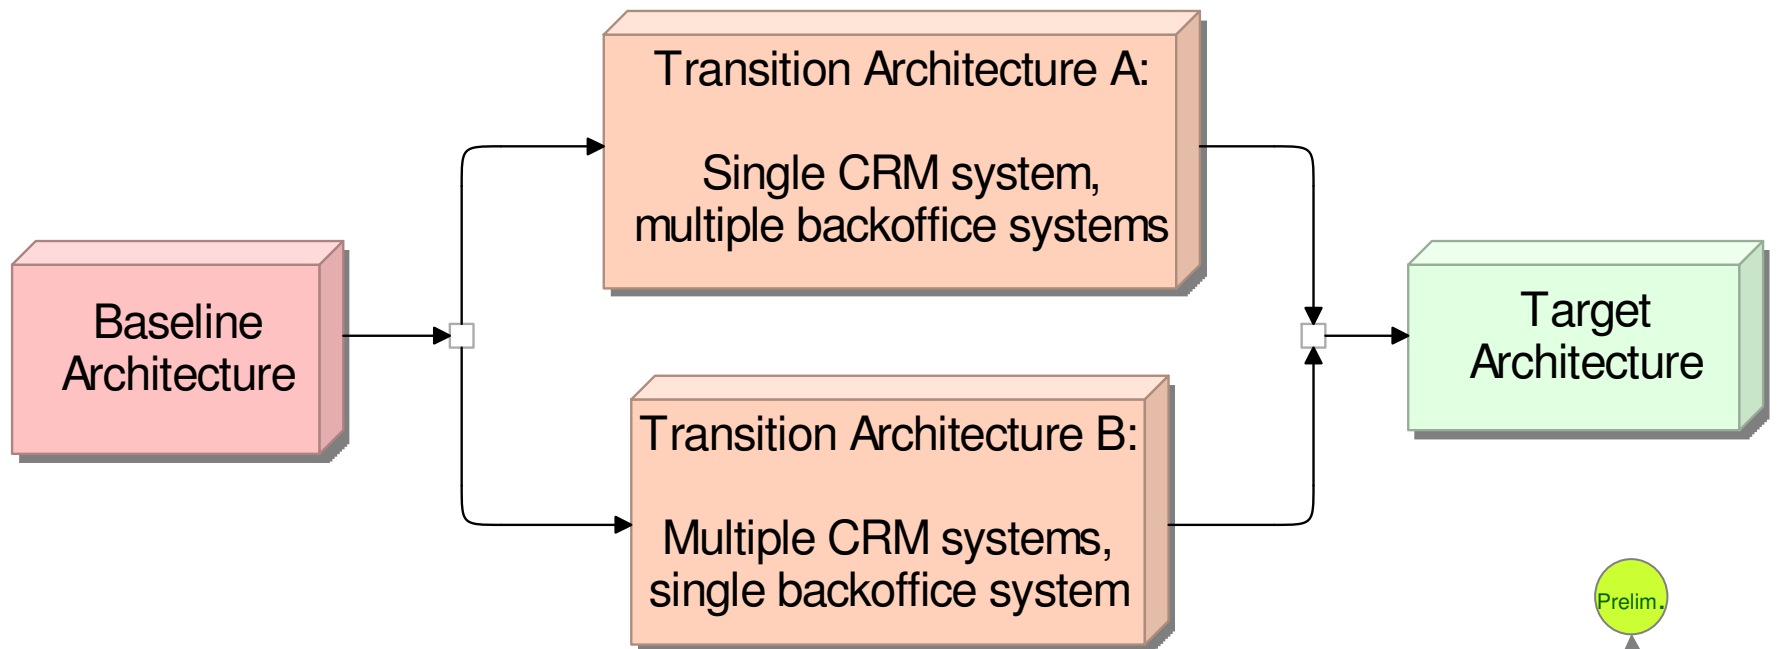 Transition Architecture A:
Single CRM system,
multiple backoffice systems
Baseline
Architecture
Target
Architecture
Transition Architecture B:
Multiple CRM systems,
single backoffice system
Prelim.